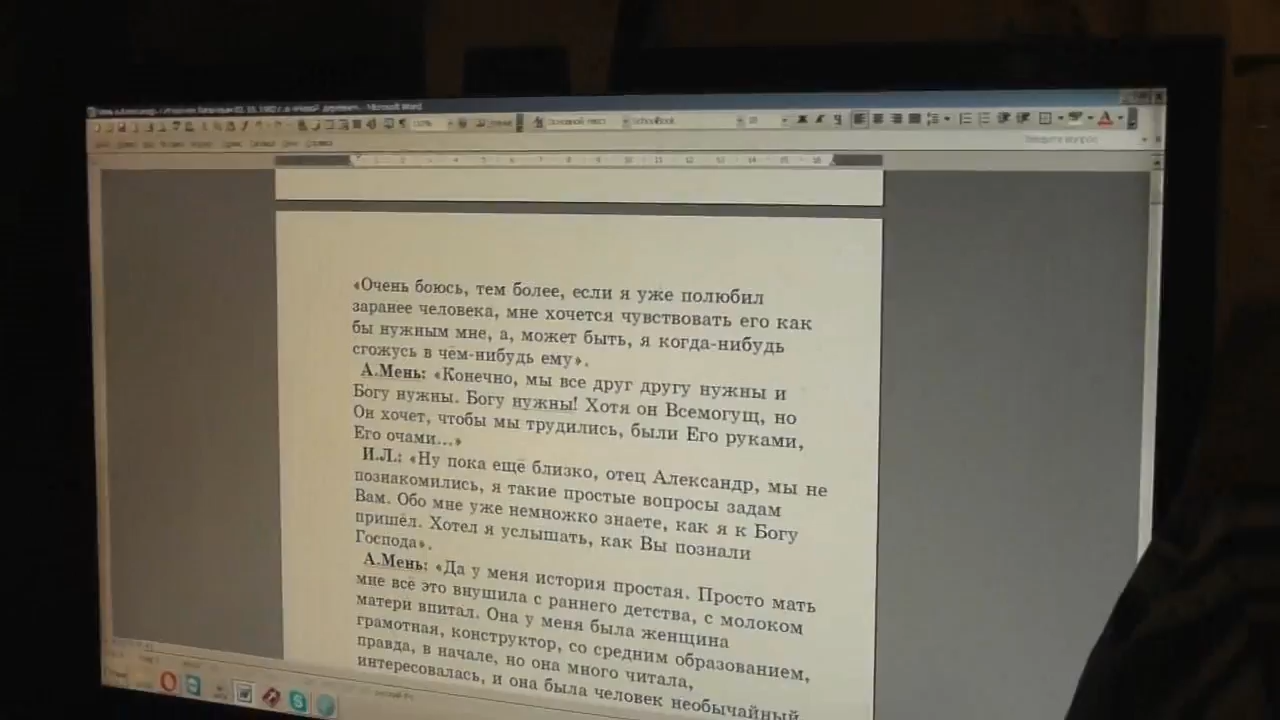 Microsoft Word
SchoolBook
«Очень боюсь, тем более, если я уже полюбил
заранее человека, мне хочется чувствовать его как
бы нужным мне, а, может быть, я когда-нибудь
сгожусь в чём-нибудь ему».
А.Мень: «Конечно, мы все друг другу нужны и
Богу нужны. Богу нужны! Хотя он Всемогущ, но
Он хочет, чтобы мы трудились, были Его руками,
Его очами...»
И.Л.: «Ну пока ещё близко, отец Александр, мы не
познакомились, я такие простые вопросы задам
Вам. Обо мне уже немножко знаете, как я к Богу
пришёл. Хотел я услышать, как Вы познали
Господа».
А.Мень: «Да у меня история простая. Просто мать
мне всё это внушила с раннего детства, с молоком
матери впитал. Она у меня была женщина
грамотная, конструктор, со средним образованием,
правда, в начале, но она много читала,
интересовалась, и она была человек необычайный